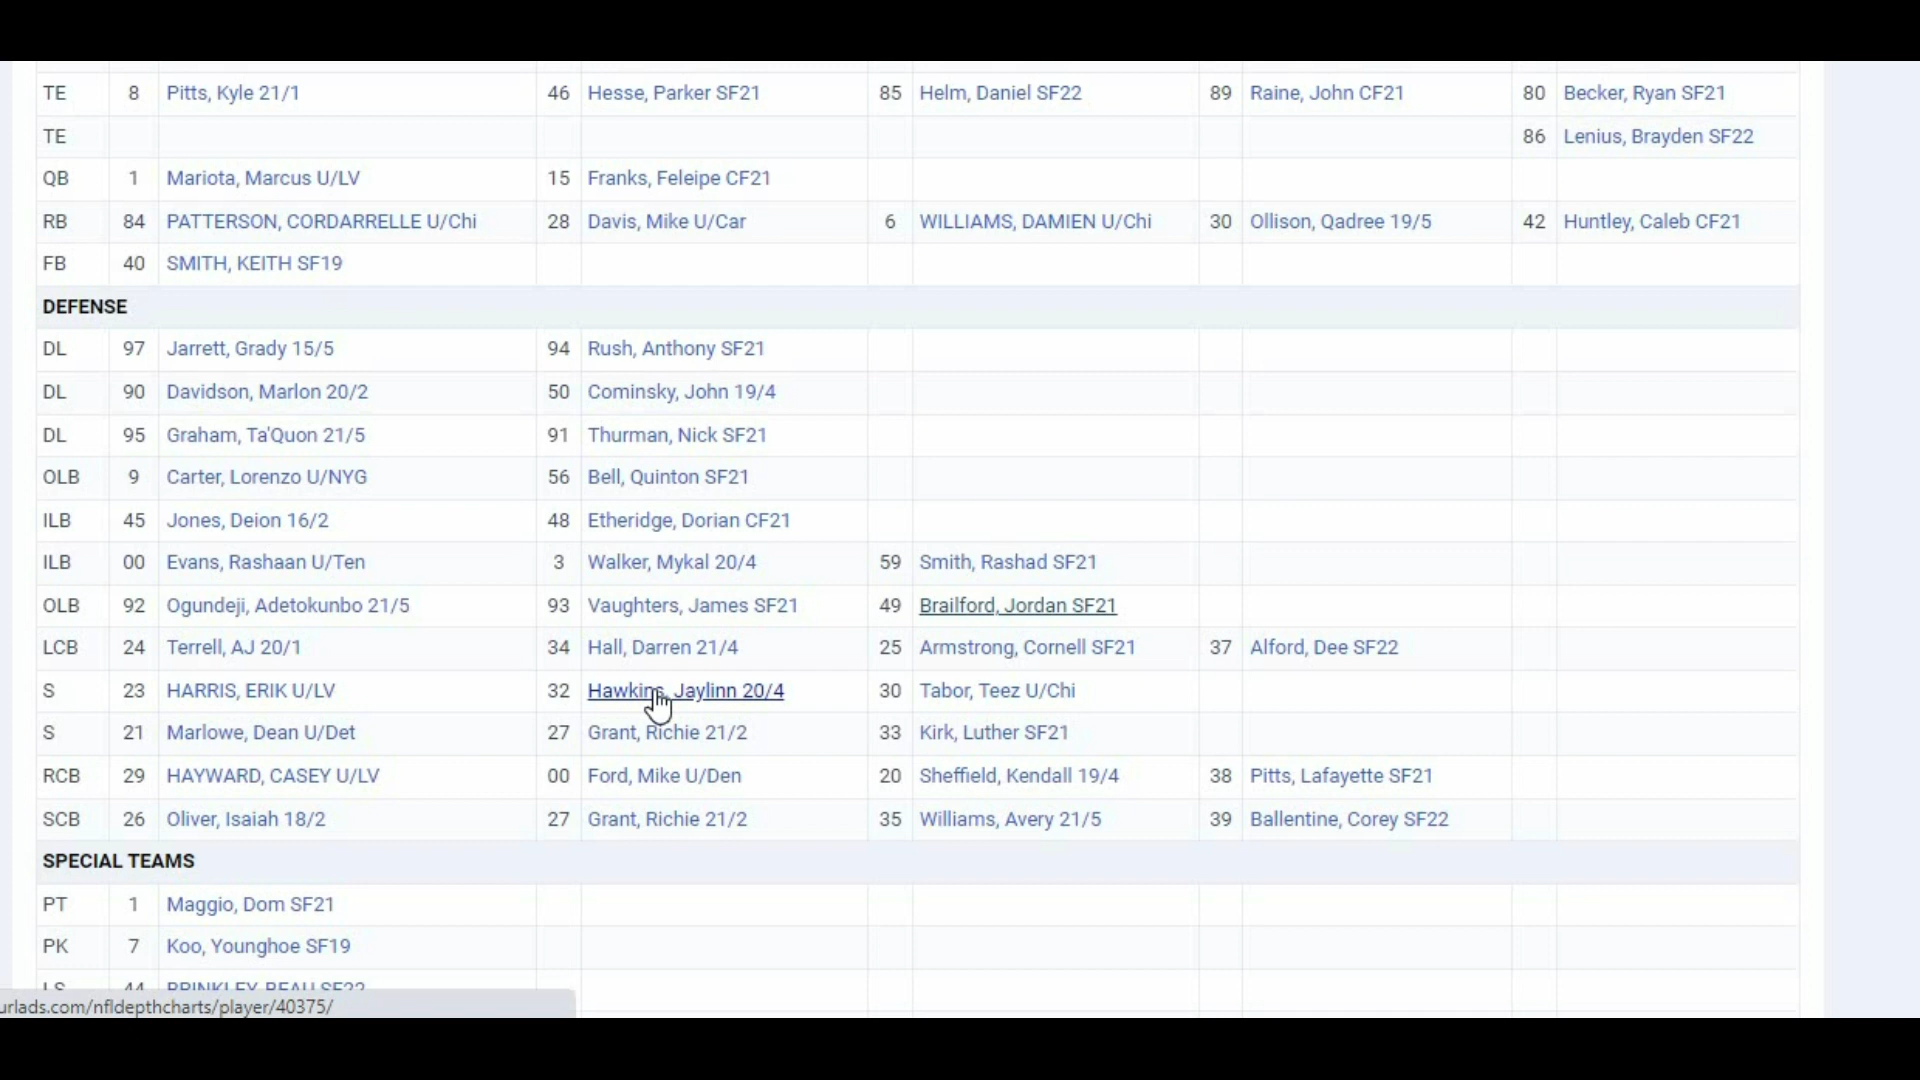 TE 8 Pitts, Kyle 21/1 46 Hesse, Parker SF21 85 Helm, Daniel SF22 89 Raine, John CF21 80 Becker, Ryan SF21
TE 86 Lenius, Brayden SF22
QB 1 Mariota, Marcus U/LV 15 Franks, Feleipe CF21
RB 84 PATTERSON, CORDARRELLE U/Chi 28 Davis, Mike U/Car 6 WILLIAMS, DAMIEN U/Chi 30 Ollison, Qadree 19/5 42 Huntley, Caleb CF21
FB 40 SMITH, KEITH SF19
DEFENSE
DL 97 Jarrett, Grady 15/5 94 Rush, Anthony SF21
DL 90 Davidson, Marlon 20/2 50 Cominsky, John 19/4
DL 95 Graham, Ta'Quon 21/5 91 Thurman, Nick SF21
OLB 9 Carter, Lorenzo U/NYG 56 Bell, Quinton SF21
ILB 45 Jones, Deion 16/2 48 Etheridge, Dorian CF21
ILB 00 Evans, Rashaan U/Ten 3 Walker, Mykal 20/4 59 Smith, Rashad SF21
OLB 92 Ogundeji, Adetokunbo 21/5 93 Vaughters, James SF21 49 Brailford, Jordan SF21
LCB 24 Terrell, AJ 20/1 34 Hall, Darren 21/4 25 Armstrong, Cornell SF21 37 Alford, Dee SF22
S 23 HARRIS, ERIK U/LV 32 Hawkins, Jaylinn 20/4 30 Tabor, Teez U/Chi
S 21 Marlowe, Dean U/Det 27 Grant, Richie 21/2 33 Kirk, Luther SF21
RCB 29 HAYWARD, CASEY U/LV 00 Ford, Mike U/Den 20 Sheffield, Kendall 19/4 38 Pitts, Lafayette SF21
SCB 26 Oliver, Isaiah 18/2 27 Grant, Richie 21/2 35 Williams, Avery 21/5 39 Ballentine, Corey SF22
SPECIAL TEAMS
PT 1 Maggio, Dom SF21
PK 7 Koo, Younghoe SF19
LS 44 BRINKLEY, BEAU SF22
urlads.com/nfldepthcharts/player/40375/